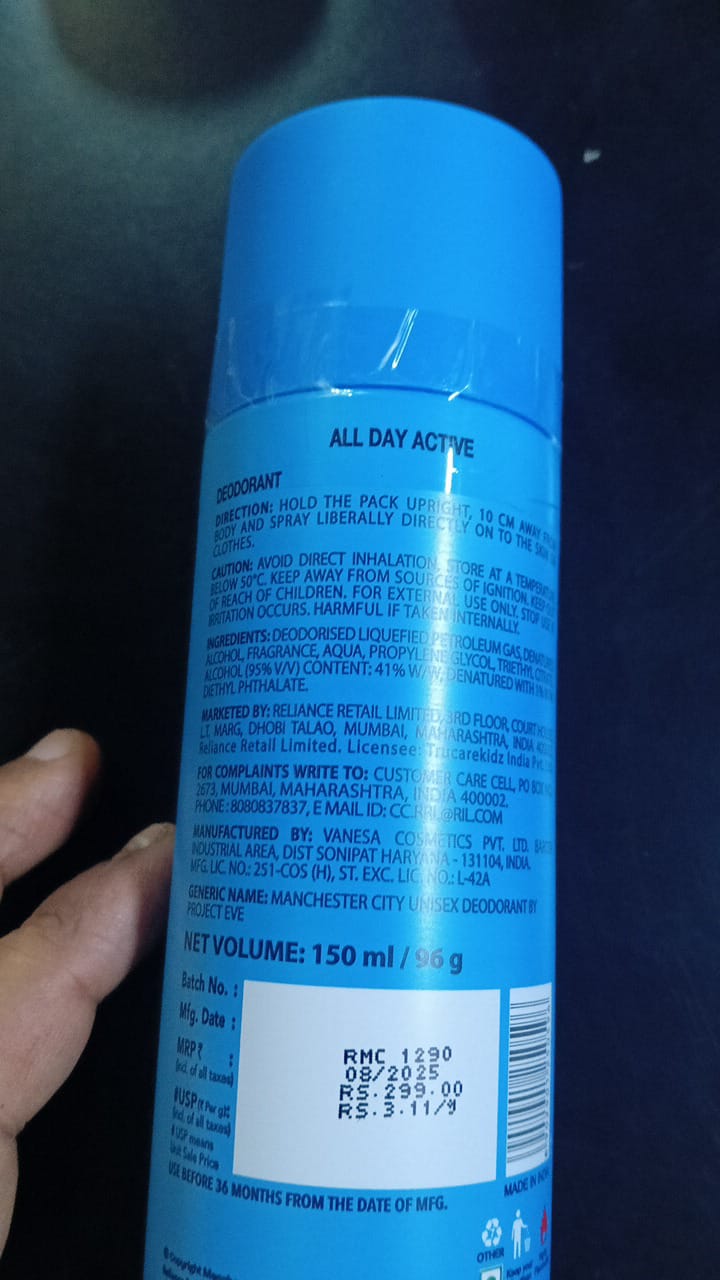 ALL DAY ACTIVE
DEODORANT
DIRECTION: HOLD THE PACK UPRIGHT, 10 CM AWAY
BODY AND SPRAY LIBERALLY DIRECTLY ON TO THE SKIN
CLOTHES.
CAUTION: AVOID DIRECT INHALATION. STORE AT A
BELOW 50°C. KEEP AWAY FROM SOURCES OF IGNITION. KEEP
OF REACH OF CHILDREN. FOR EXTERNAL USE ONLY. STOP USE
IRRITATION OCCURS. HARMFUL IF TAKEN INTERNALLY.
INGREDIENTS: DEODORISED LIQUEFIED PETROLEUM GAS,
ALCOHOL, FRAGRANCE, AQUA, PROPYLENE GLYCOL, TRIETHYL
ALCOHOL (95% V/V) CONTENT: 41% W/W, DENATURED WITH
DIETHYL PHTHALATE.
MARKETED BY: RELIANCE RETAIL LIMITED, 3RD FLOOR, COURT
L.T. MARG, DHOBI TALAO, MUMBAI, MAHARASHTRA, INDIA
Reliance Retail Limited. Licensee: Trucarekidz India Pvt.
FOR COMPLAINTS WRITE TO: CUSTOMER CARE CELL, PO BOX
2673, MUMBAI, MAHARASHTRA, INDIA 400002.
PHONE: 8080837837, E MAIL ID: CC.RRL@RIL.COM
MANUFACTURED BY: VANESA COSMETICS PVT. LTD.
INDUSTRIAL AREA, DIST SONIPAT HARYANA - 131104, INDIA.
MFG. LIC. NO.: 251-COS (H), ST. EXC. LIC. NO.: L-42A
GENERIC NAME: MANCHESTER CITY UNISEX DEODORANT BY
PROJECT EVE
NET VOLUME: 150 ml / 96 g
Batch No. : RMC 1290
Mfg. Date : 08/2025
MRP ₹ : RS.299.00
(incl. of all taxes)
#USP (₹ Per g): RS.3.11/g
(incl. of all taxes)
# USP means
Unit Sale Price
USE BEFORE 36 MONTHS FROM THE DATE OF MFG.
MADE IN
OTHER
Keep your
© Copyright